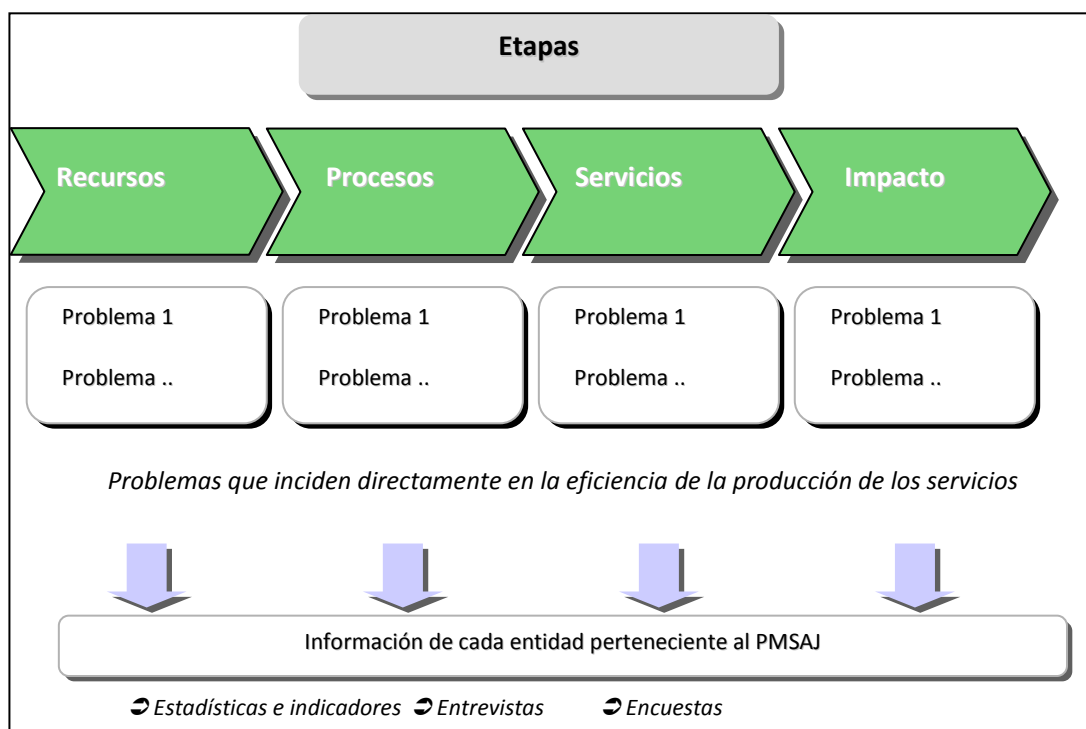 Etapas
Recursos Procesos Servicios Impacto
Problema 1 Problema 1 Problema 1 Problema 1
Problema .. Problema .. Problema .. Problema ..
Problemas que inciden directamente en la eficiencia de la producción de los servicios
Información de cada entidad perteneciente al PMSAJ
➲ Estadísticas e indicadores ➲ Entrevistas ➲ Encuestas